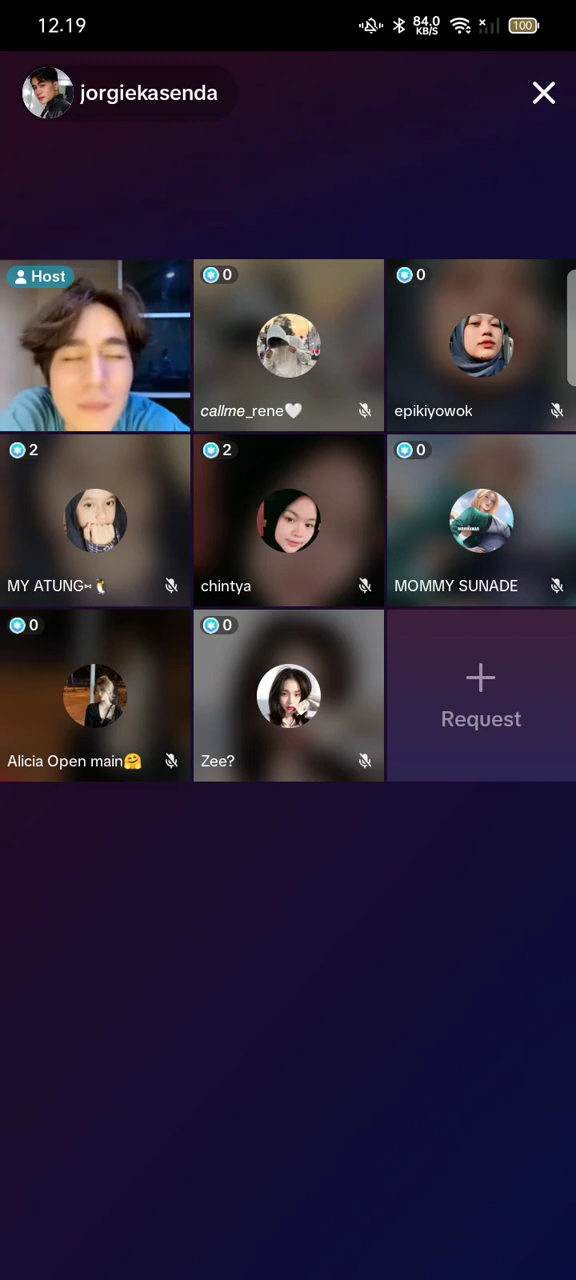 12.19
84.0
KB/S
100
jorgiekasenda
Host
0
0
callme_rene🤍
epikiyowok
2
2
0
MY ATUNG🐧
chintya
MOMMY SUNADE
0
0
Request
Alicia Open main🤗
Zee?